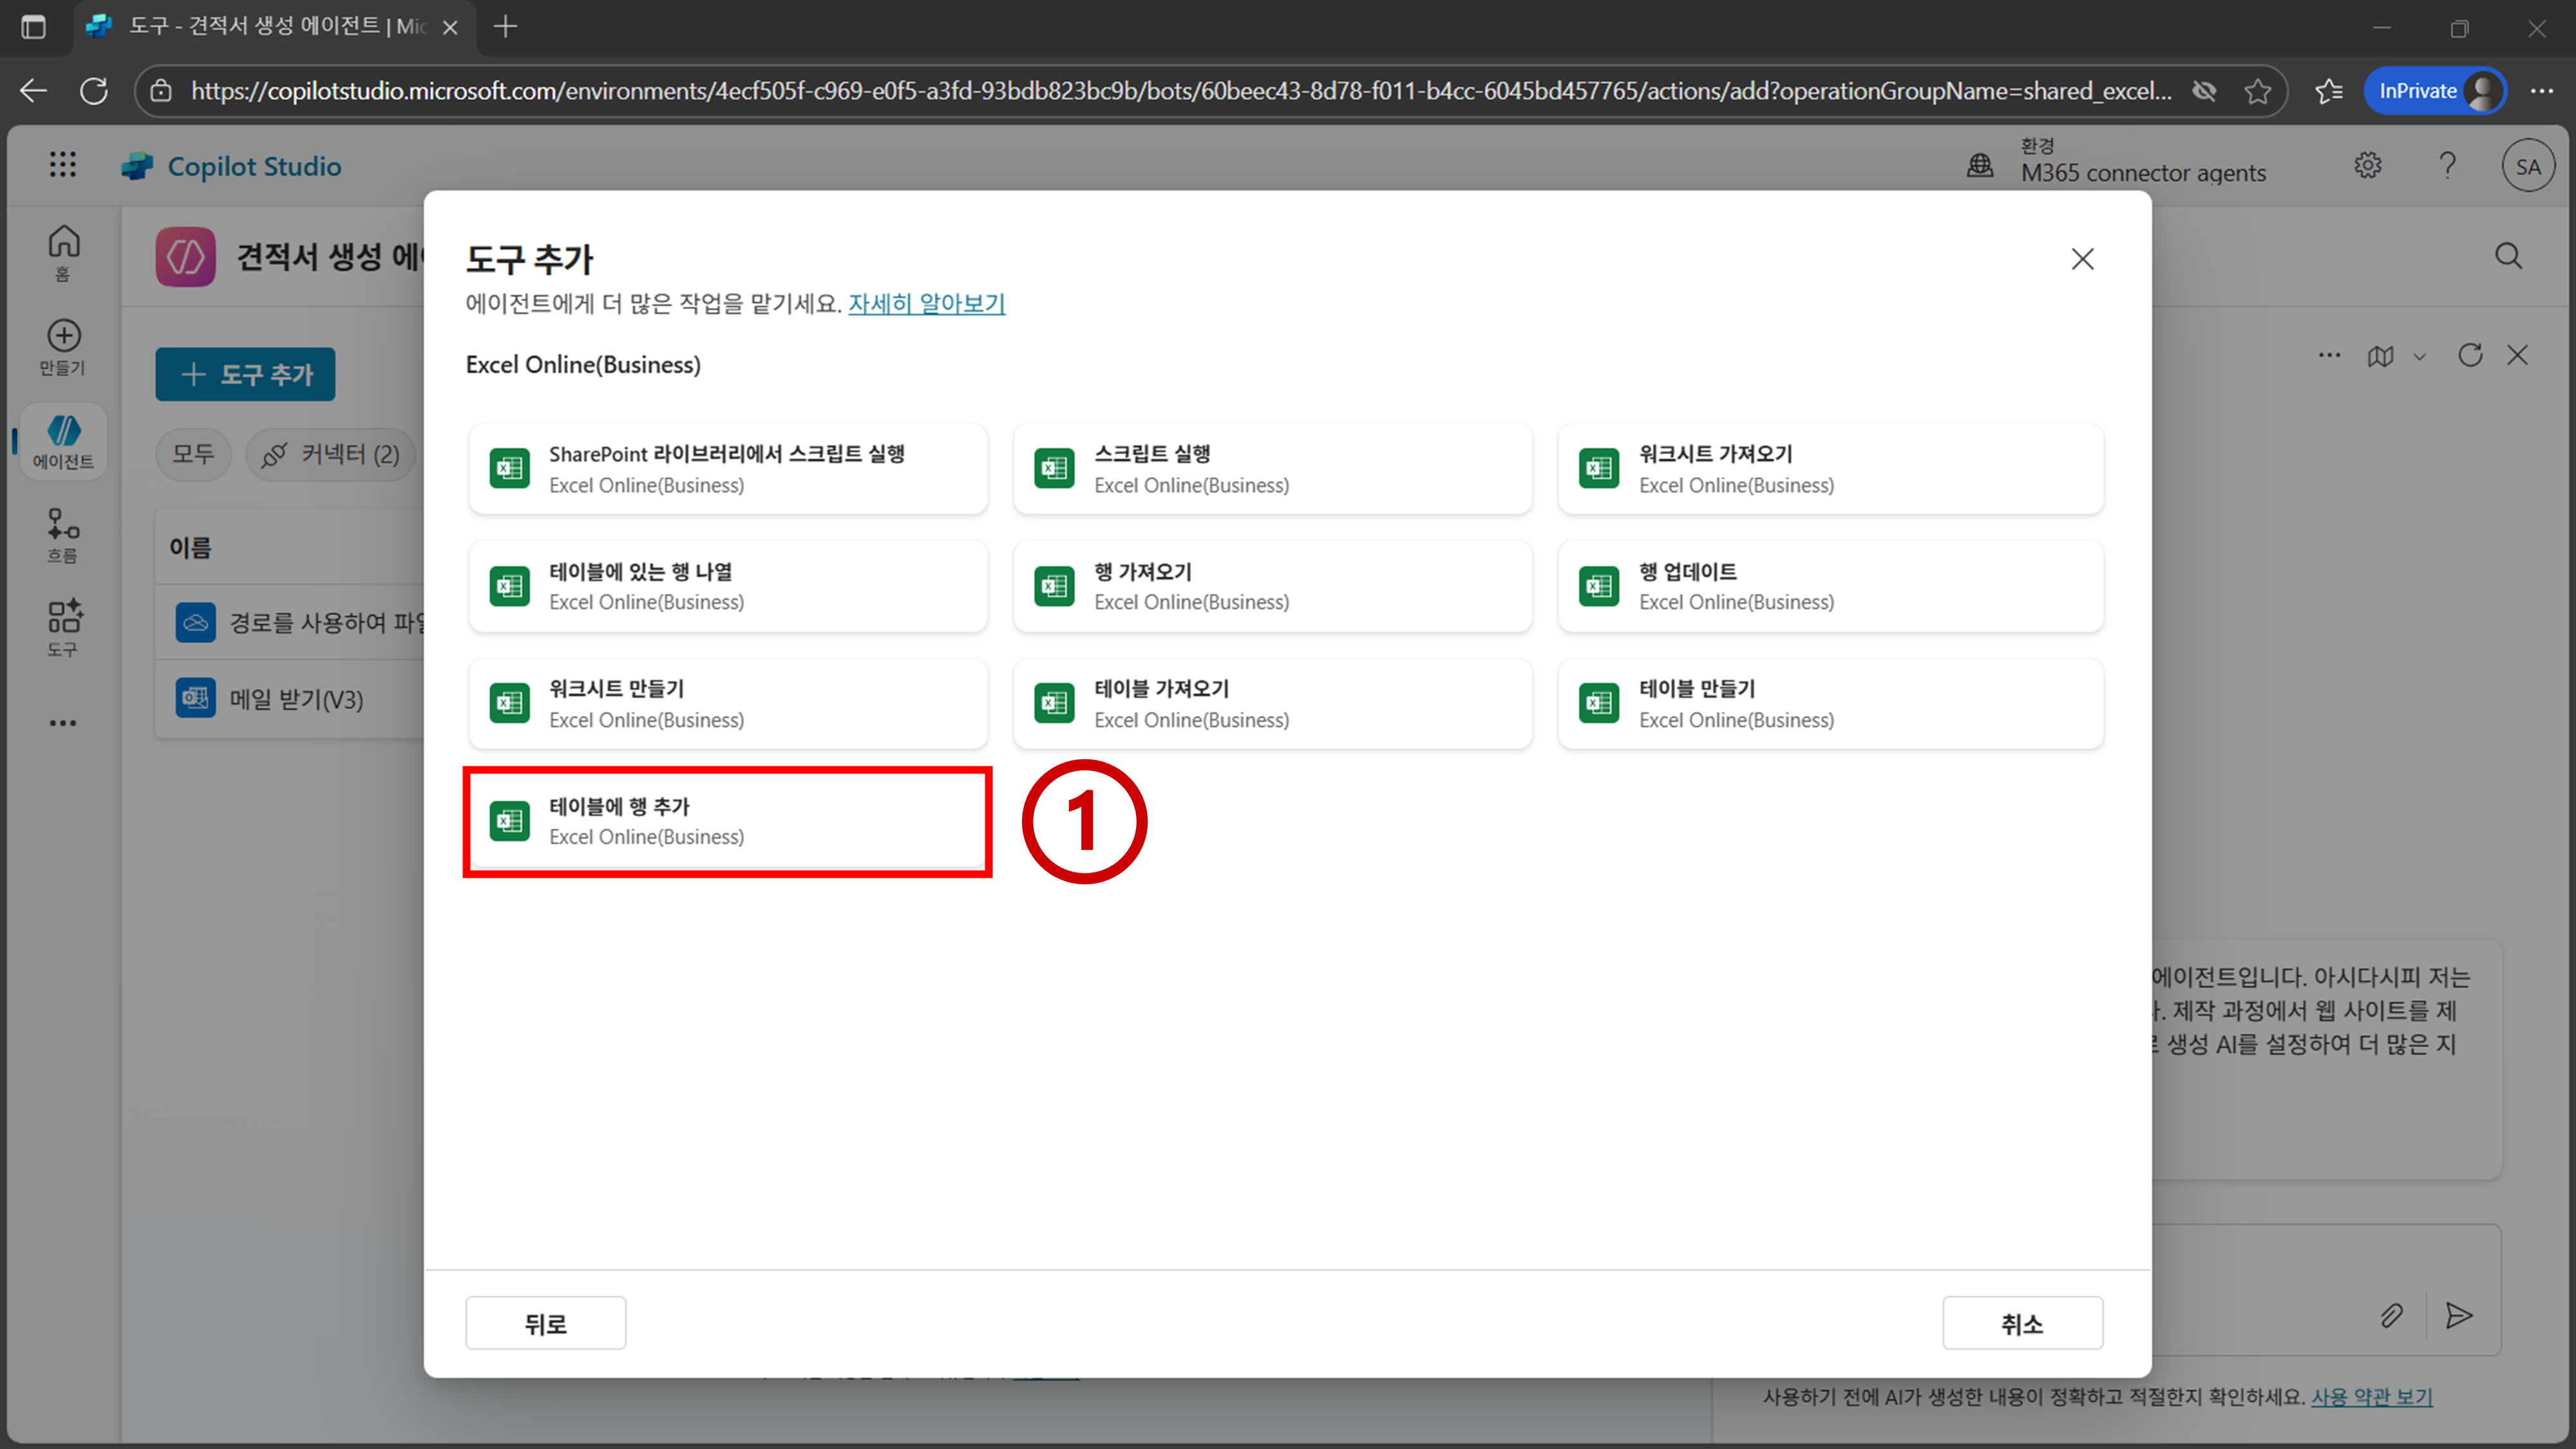 도구 - 견적서 생성 에이전트 | Mic
https://copilotstudio.microsoft.com/environments/4ecf505f-c969-e0f5-a3fd-93bdb823bc9b/bots/60beec43-8d78-f011-b4cc-6045bd457765/actions/add?operationGroupName=shared_excel...
InPrivate
Copilot Studio
환경
M365 connector agents
SA
홈
만들기
에이전트
흐름
도구
견적서 생성 에
도구 추가
모두
커넥터 (2)
이름
경로를 사용하여 파일
메일 받기(V3)
도구 추가
에이전트에게 더 많은 작업을 맡기세요. 자세히 알아보기
Excel Online(Business)
SharePoint 라이브러리에서 스크립트 실행
Excel Online(Business)
스크립트 실행
Excel Online(Business)
워크시트 가져오기
Excel Online(Business)
테이블에 있는 행 나열
Excel Online(Business)
행 가져오기
Excel Online(Business)
행 업데이트
Excel Online(Business)
워크시트 만들기
Excel Online(Business)
테이블 가져오기
Excel Online(Business)
테이블 만들기
Excel Online(Business)
테이블에 행 추가
Excel Online(Business)
1
뒤로
취소
에이전트입니다. 아시다시피 저는
. 제작 과정에서 웹 사이트를 제
생성 AI를 설정하여 더 많은 지
사용하기 전에 AI가 생성한 내용이 정확하고 적절한지 확인하세요. 사용 약관 보기